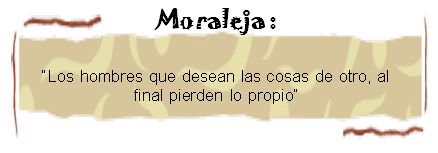 Moraleja:
"Los hombres que desean las cosas de otro, al
final pierden lo propio"